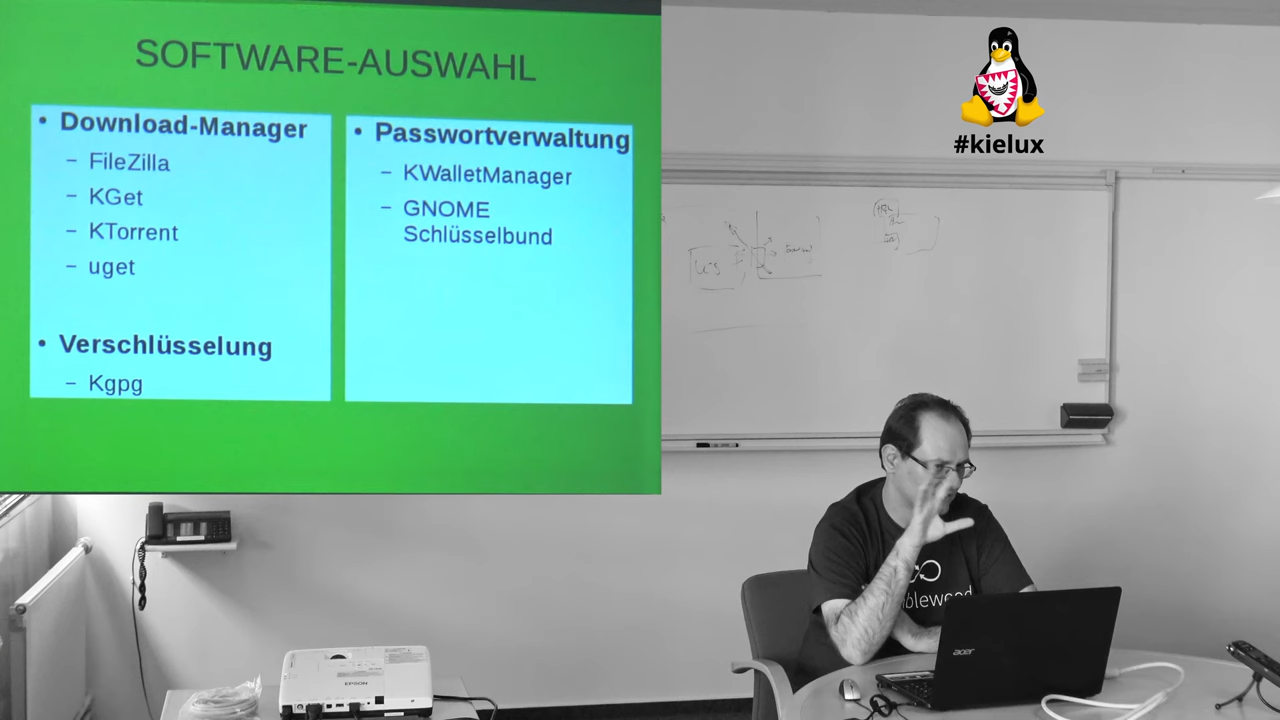 SOFTWARE-AUSWAHL
• Download-Manager
– FileZilla
– KGet
– KTorrent
– uget
• Verschlüsselung
– Kgpg
• Passwortverwaltung
– KWalletManager
– GNOME
Schlüsselbund
#kielux
acer
EPSON